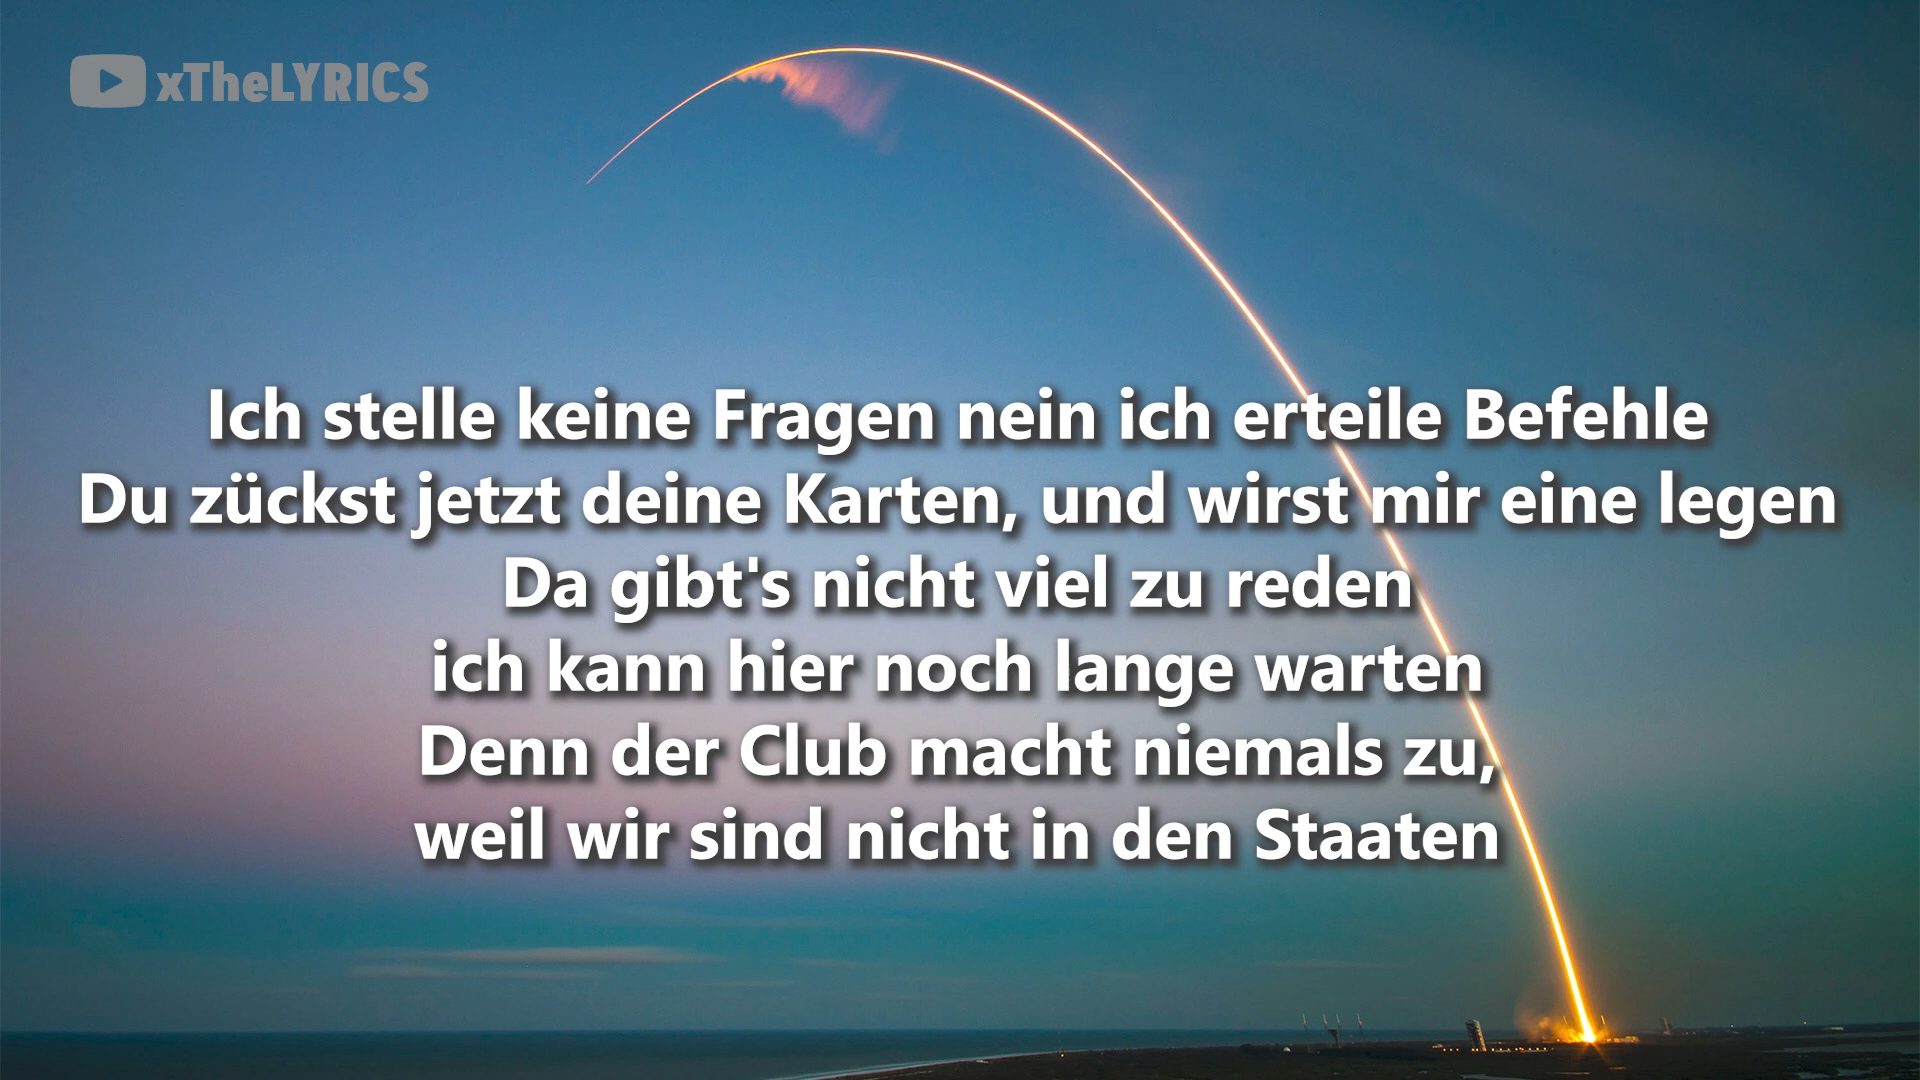 xTheLYRICS
Ich stelle keine Fragen nein ich erteile Befehle
Du zückst jetzt deine Karten, und wirst mir eine legen
Da gibt's nicht viel zu reden
ich kann hier noch lange warten
Denn der Club macht niemals zu,
weil wir sind nicht in den Staaten